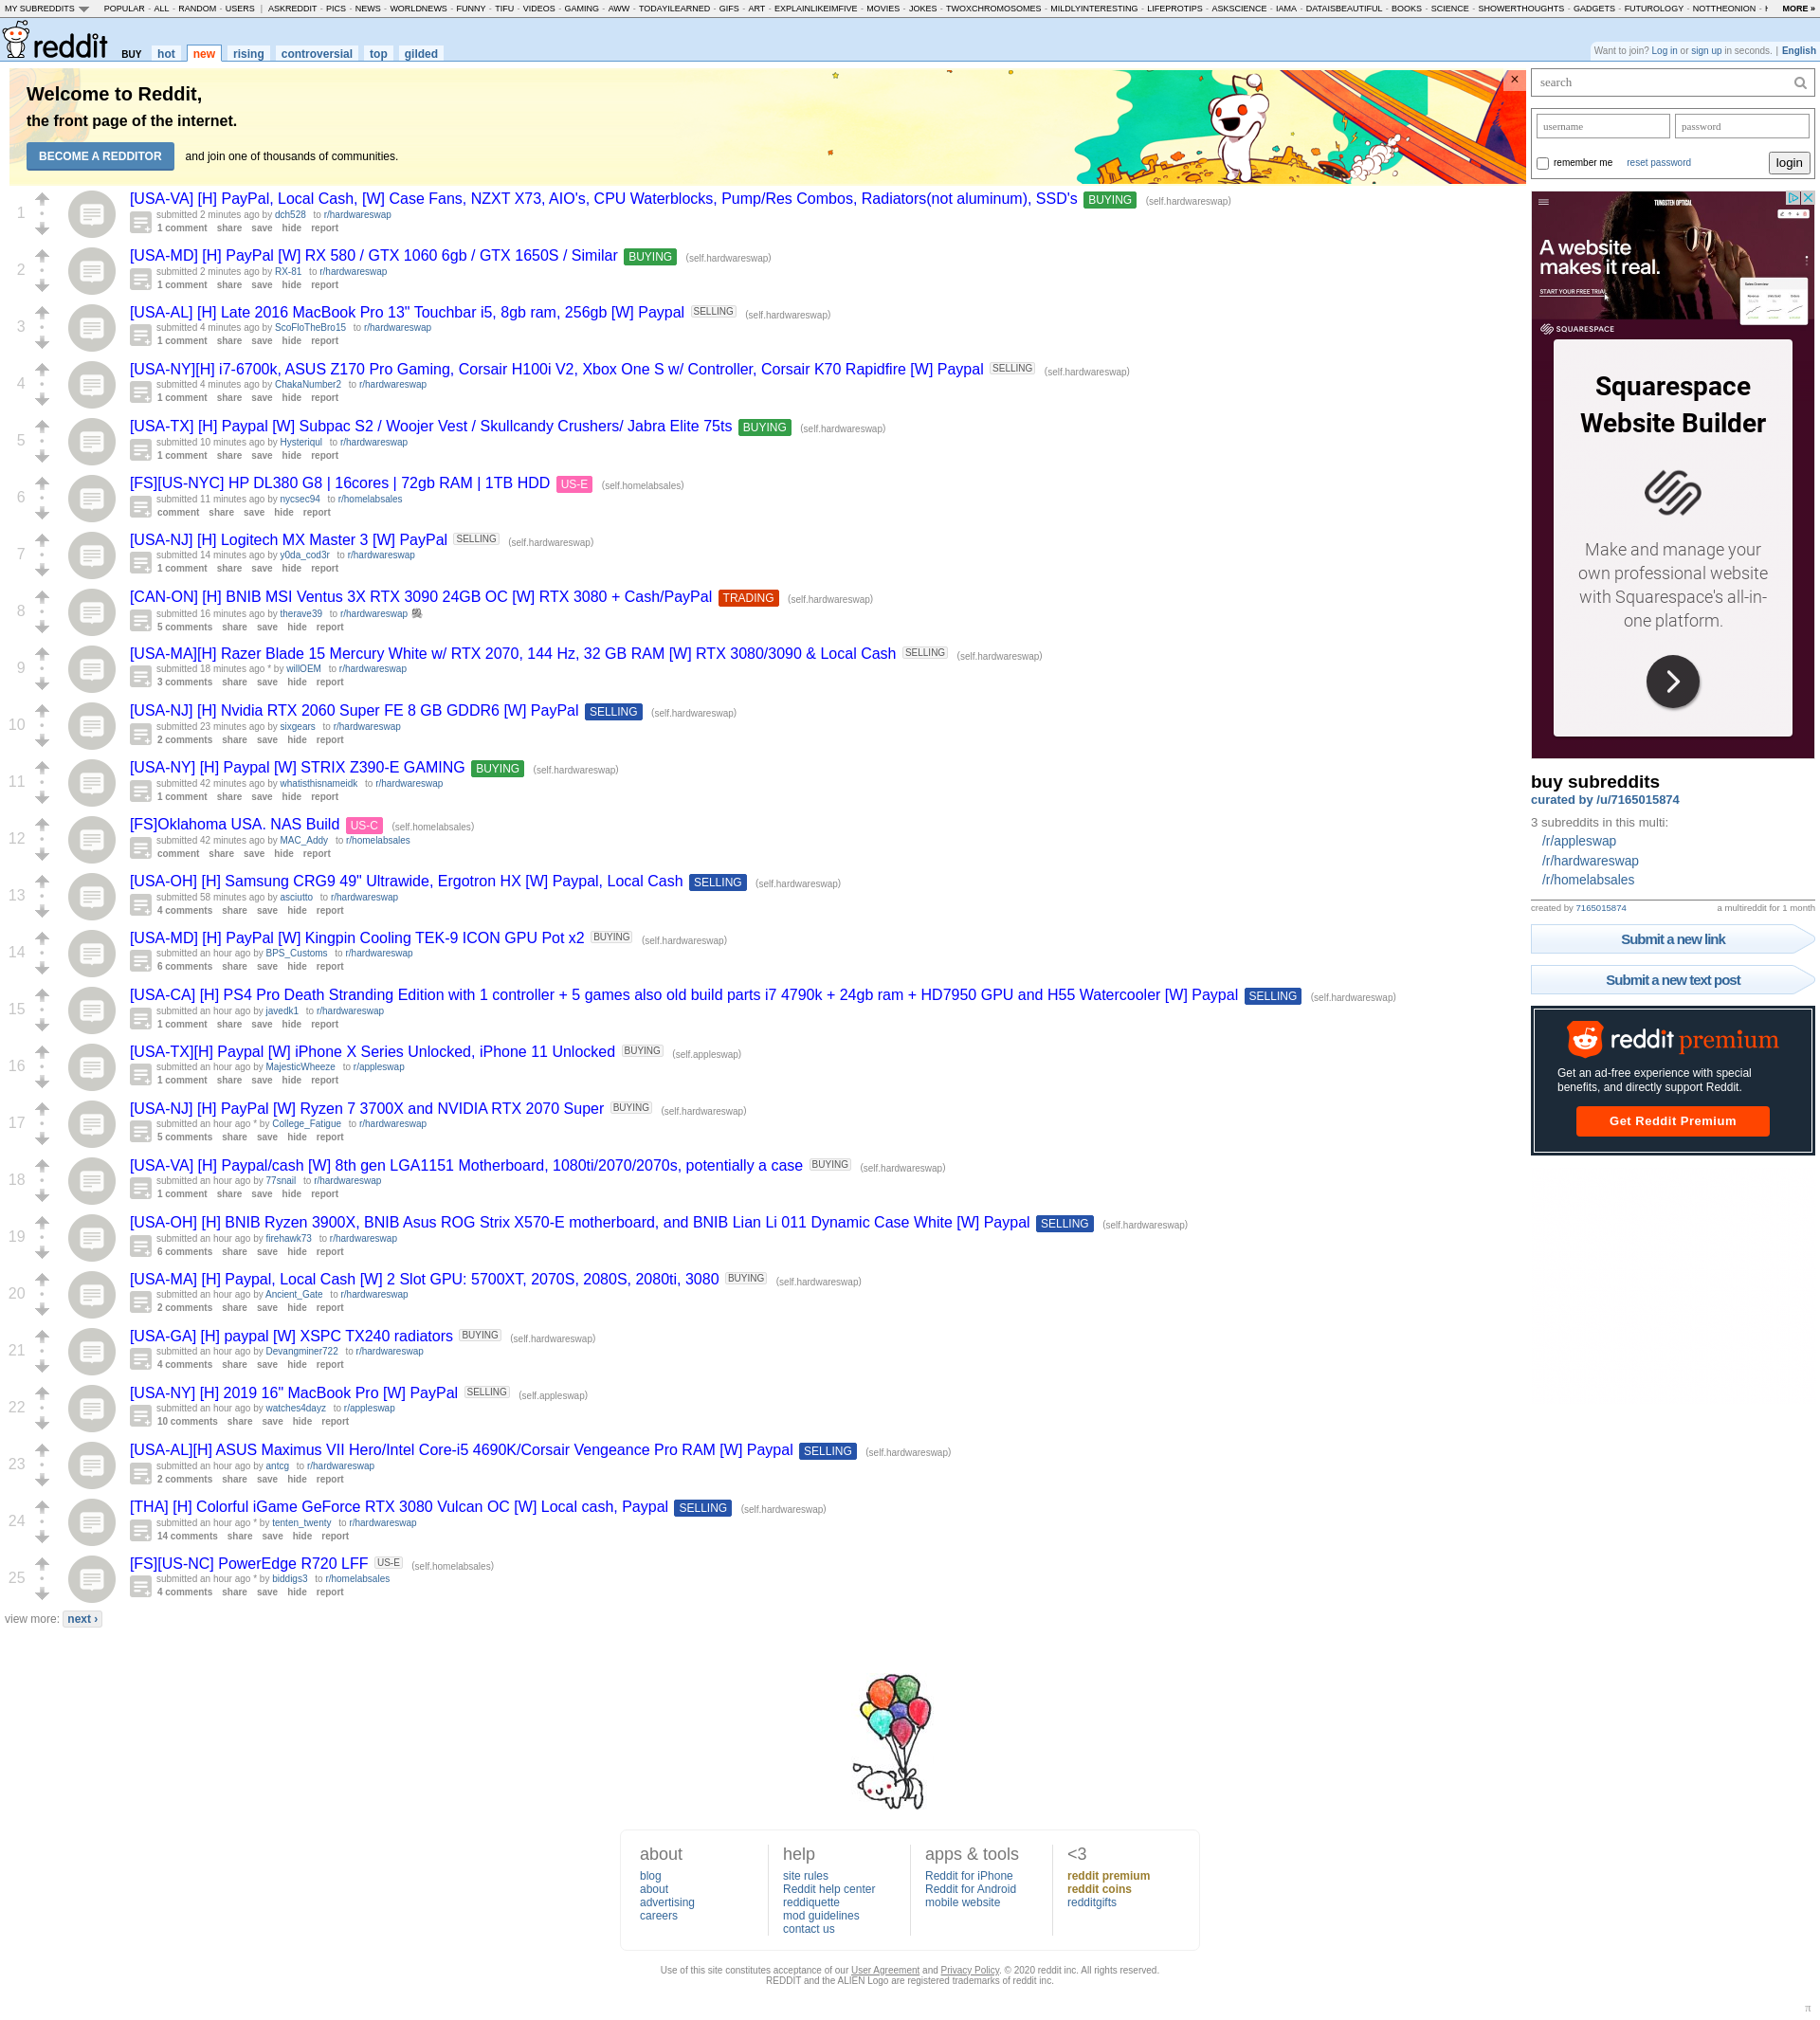 MY SUBREDDITS POPULAR - ALL - RANDOM - USERS | ASKREDDIT - PICS - NEWS - WORLDNEWS - FUNNY - TIFU - VIDEOS - GAMING - AWW - TODAYILEARNED - GIFS - ART - EXPLAINLIKEIMFIVE - MOVIES - JOKES - TWOXCHROMOSOMES - MILDLYINTERESTING - LIFEPROTIPS - ASKSCIENCE - IAMA - DATAISBEAUTIFUL - BOOKS - SCIENCE - SHOWERTHOUGHTS - GADGETS - FUTUROLOGY - NOTTHEONION - MORE »
reddit BUY hot new rising controversial top gilded
Want to join? Log in or sign up in seconds. | English
Welcome to Reddit,
the front page of the internet.
BECOME A REDDITOR and join one of thousands of communities.
1
[USA-VA] [H] PayPal, Local Cash, [W] Case Fans, NZXT X73, AIO's, CPU Waterblocks, Pump/Res Combos, Radiators(not aluminum), SSD's BUYING (self.hardwareswap)
submitted 2 minutes ago by dch528 to r/hardwareswap
1 comment share save hide report
2
[USA-MD] [H] PayPal [W] RX 580 / GTX 1060 6gb / GTX 1650S / Similar BUYING (self.hardwareswap)
submitted 2 minutes ago by RX-81 to r/hardwareswap
1 comment share save hide report
3
[USA-AL] [H] Late 2016 MacBook Pro 13" Touchbar i5, 8gb ram, 256gb [W] Paypal SELLING (self.hardwareswap)
submitted 4 minutes ago by ScoFloTheBro15 to r/hardwareswap
1 comment share save hide report
4
[USA-NY][H] i7-6700k, ASUS Z170 Pro Gaming, Corsair H100i V2, Xbox One S w/ Controller, Corsair K70 Rapidfire [W] Paypal SELLING (self.hardwareswap)
submitted 4 minutes ago by ChakaNumber2 to r/hardwareswap
1 comment share save hide report
5
[USA-TX] [H] Paypal [W] Subpac S2 / Woojer Vest / Skullcandy Crushers/ Jabra Elite 75ts BUYING (self.hardwareswap)
submitted 10 minutes ago by Hysteriqul to r/hardwareswap
1 comment share save hide report
6
[FS][US-NYC] HP DL380 G8 | 16cores | 72gb RAM | 1TB HDD US-E (self.homelabsales)
submitted 11 minutes ago by nycsec94 to r/homelabsales
comment share save hide report
7
[USA-NJ] [H] Logitech MX Master 3 [W] PayPal SELLING (self.hardwareswap)
submitted 14 minutes ago by y0da_cod3r to r/hardwareswap
1 comment share save hide report
8
[CAN-ON] [H] BNIB MSI Ventus 3X RTX 3090 24GB OC [W] RTX 3080 + Cash/PayPal TRADING (self.hardwareswap)
submitted 16 minutes ago by therave39 to r/hardwareswap
5 comments share save hide report
9
[USA-MA][H] Razer Blade 15 Mercury White w/ RTX 2070, 144 Hz, 32 GB RAM [W] RTX 3080/3090 & Local Cash SELLING (self.hardwareswap)
submitted 18 minutes ago * by willOEM to r/hardwareswap
3 comments share save hide report
10
[USA-NJ] [H] Nvidia RTX 2060 Super FE 8 GB GDDR6 [W] PayPal SELLING (self.hardwareswap)
submitted 23 minutes ago by sixgears to r/hardwareswap
2 comments share save hide report
11
[USA-NY] [H] Paypal [W] STRIX Z390-E GAMING BUYING (self.hardwareswap)
submitted 42 minutes ago by whatisthisnameidk to r/hardwareswap
1 comment share save hide report
12
[FS]Oklahoma USA. NAS Build US-C (self.homelabsales)
submitted 42 minutes ago by MAC_Addy to r/homelabsales
comment share save hide report
13
[USA-OH] [H] Samsung CRG9 49" Ultrawide, Ergotron HX [W] Paypal, Local Cash SELLING (self.hardwareswap)
submitted 58 minutes ago by asciutto to r/hardwareswap
4 comments share save hide report
14
[USA-MD] [H] PayPal [W] Kingpin Cooling TEK-9 ICON GPU Pot x2 BUYING (self.hardwareswap)
submitted an hour ago by BPS_Customs to r/hardwareswap
6 comments share save hide report
15
[USA-CA] [H] PS4 Pro Death Stranding Edition with 1 controller + 5 games also old build parts i7 4790k + 24gb ram + HD7950 GPU and H55 Watercooler [W] Paypal SELLING (self.hardwareswap)
submitted an hour ago by javedk1 to r/hardwareswap
1 comment share save hide report
16
[USA-TX][H] Paypal [W] iPhone X Series Unlocked, iPhone 11 Unlocked BUYING (self.appleswap)
submitted an hour ago by MajesticWheeze to r/appleswap
1 comment share save hide report
17
[USA-NJ] [H] PayPal [W] Ryzen 7 3700X and NVIDIA RTX 2070 Super BUYING (self.hardwareswap)
submitted an hour ago * by College_Fatigue to r/hardwareswap
5 comments share save hide report
18
[USA-VA] [H] Paypal/cash [W] 8th gen LGA1151 Motherboard, 1080ti/2070/2070s, potentially a case BUYING (self.hardwareswap)
submitted an hour ago by 77snail to r/hardwareswap
1 comment share save hide report
19
[USA-OH] [H] BNIB Ryzen 3900X, BNIB Asus ROG Strix X570-E motherboard, and BNIB Lian Li 011 Dynamic Case White [W] Paypal SELLING (self.hardwareswap)
submitted an hour ago by firehawk73 to r/hardwareswap
6 comments share save hide report
20
[USA-MA] [H] Paypal, Local Cash [W] 2 Slot GPU: 5700XT, 2070S, 2080S, 2080ti, 3080 BUYING (self.hardwareswap)
submitted an hour ago by Ancient_Gate to r/hardwareswap
2 comments share save hide report
21
[USA-GA] [H] paypal [W] XSPC TX240 radiators BUYING (self.hardwareswap)
submitted an hour ago by Devangminer722 to r/hardwareswap
4 comments share save hide report
22
[USA-NY] [H] 2019 16" MacBook Pro [W] PayPal SELLING (self.appleswap)
submitted an hour ago by watches4dayz to r/appleswap
10 comments share save hide report
23
[USA-AL][H] ASUS Maximus VII Hero/Intel Core-i5 4690K/Corsair Vengeance Pro RAM [W] Paypal SELLING (self.hardwareswap)
submitted an hour ago by antcg to r/hardwareswap
2 comments share save hide report
24
[THA] [H] Colorful iGame GeForce RTX 3080 Vulcan OC [W] Local cash, Paypal SELLING (self.hardwareswap)
submitted an hour ago * by tenten_twenty to r/hardwareswap
14 comments share save hide report
25
[FS][US-NC] PowerEdge R720 LFF US-E (self.homelabsales)
submitted an hour ago * by biddigs3 to r/homelabsales
4 comments share save hide report
view more: next ›
search
username password
remember me reset password login
TUNGSTEN OPTICAL
A website
makes it real.
START YOUR FREE TRIAL
SQUARESPACE
Squarespace
Website Builder
Make and manage your
own professional website
with Squarespace's all-in-
one platform.
buy subreddits
curated by /u/7165015874
3 subreddits in this multi:
/r/appleswap
/r/hardwareswap
/r/homelabsales
created by 7165015874 a multireddit for 1 month
Submit a new link
Submit a new text post
reddit premium
Get an ad-free experience with special
benefits, and directly support Reddit.
Get Reddit Premium
about
blog
about
advertising
careers
help
site rules
Reddit help center
reddiquette
mod guidelines
contact us
apps & tools
Reddit for iPhone
Reddit for Android
mobile website
<3
reddit premium
reddit coins
redditgifts
Use of this site constitutes acceptance of our User Agreement and Privacy Policy. © 2020 reddit inc. All rights reserved.
REDDIT and the ALIEN Logo are registered trademarks of reddit inc.
π